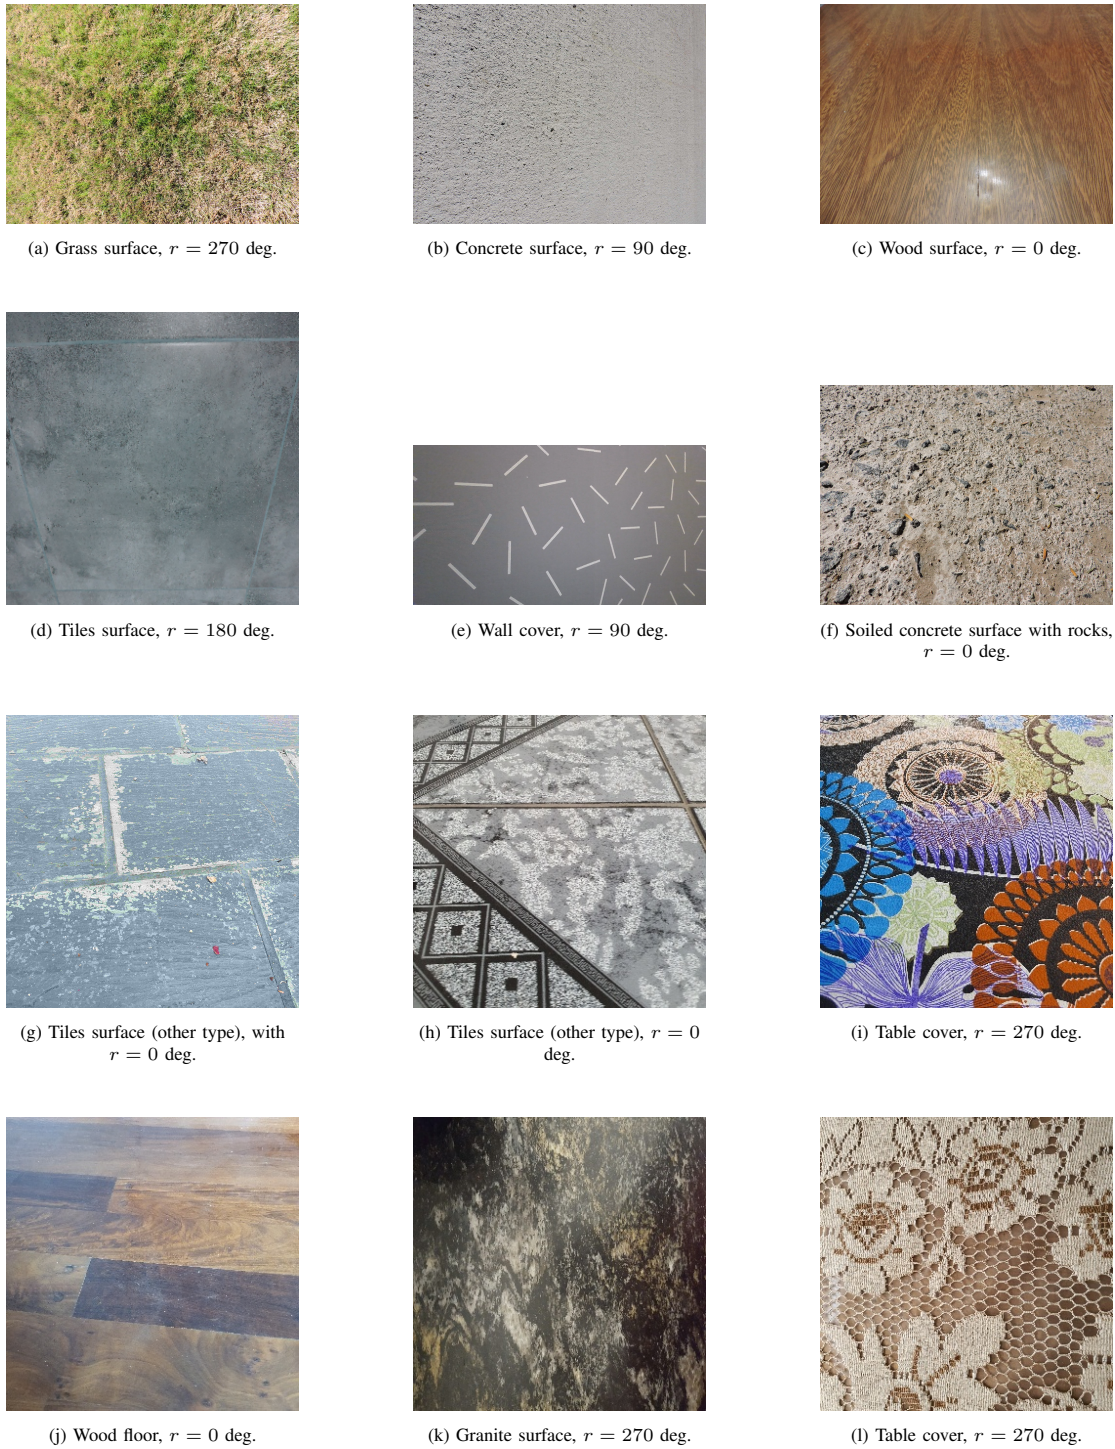 (a) Grass surface, r = 270 deg.
(b) Concrete surface, r = 90 deg.
(c) Wood surface, r = 0 deg.
(d) Tiles surface, r = 180 deg.
(e) Wall cover, r = 90 deg.
(f) Soiled concrete surface with rocks,
r = 0 deg.
(g) Tiles surface (other type), with
r = 0 deg.
(h) Tiles surface (other type), r = 0
deg.
(i) Table cover, r = 270 deg.
(j) Wood floor, r = 0 deg.
(k) Granite surface, r = 270 deg.
(l) Table cover, r = 270 deg.